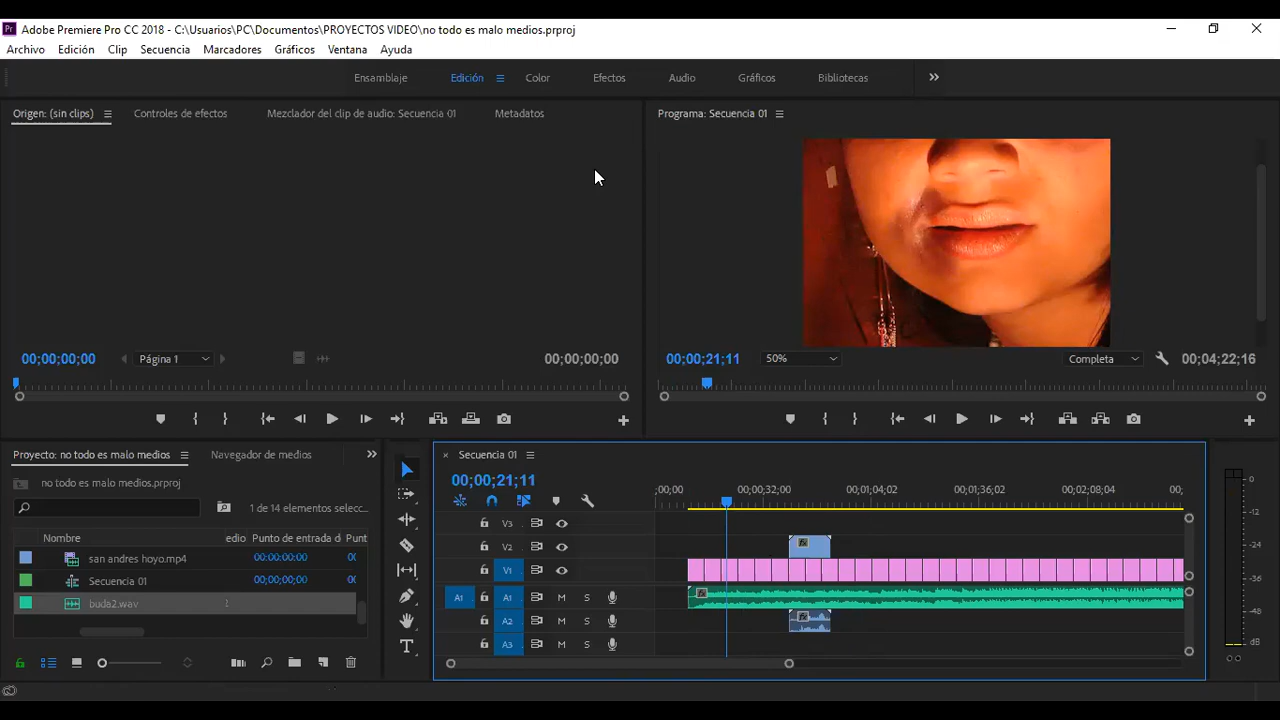 Adobe Premiere Pro CC 2018 - C:\Usuarios\PC\Documentos\PROYECTOS VIDEO\no todo es malo medios.prproj
Archivo Edición Clip Secuencia Marcadores Gráficos Ventana Ayuda
Ensamblaje Edición Color Efectos Audio Gráficos Bibliotecas
Origen: (sin clips) Controles de efectos Mezclador del clip de audio: Secuencia 01 Metadatos
Programa: Secuencia 01
00;00;00;00 Página 1 00;00;00;00
00;00;21;11 50% Completa 00;04;22;16
Proyecto: no todo es malo medios Navegador de medios
no todo es malo medios.prproj
1 de 14 elementos selecc.
Nombre edio Punto de entrada d Punt
san andres hoyo.mp4 00:00:00:00 00
Secuencia 01 00;00;00;00 00
buda2.wav
Secuencia 01
00;00;21;11
;00;00 00;00;32;00 00;01;04;02 00;01;36;02 00;02;08;04 00;
V3
V2 fx
V1
A1 A1 M S fx
A2 M S fx
A3 M S
0
-12
-24
-36
-48